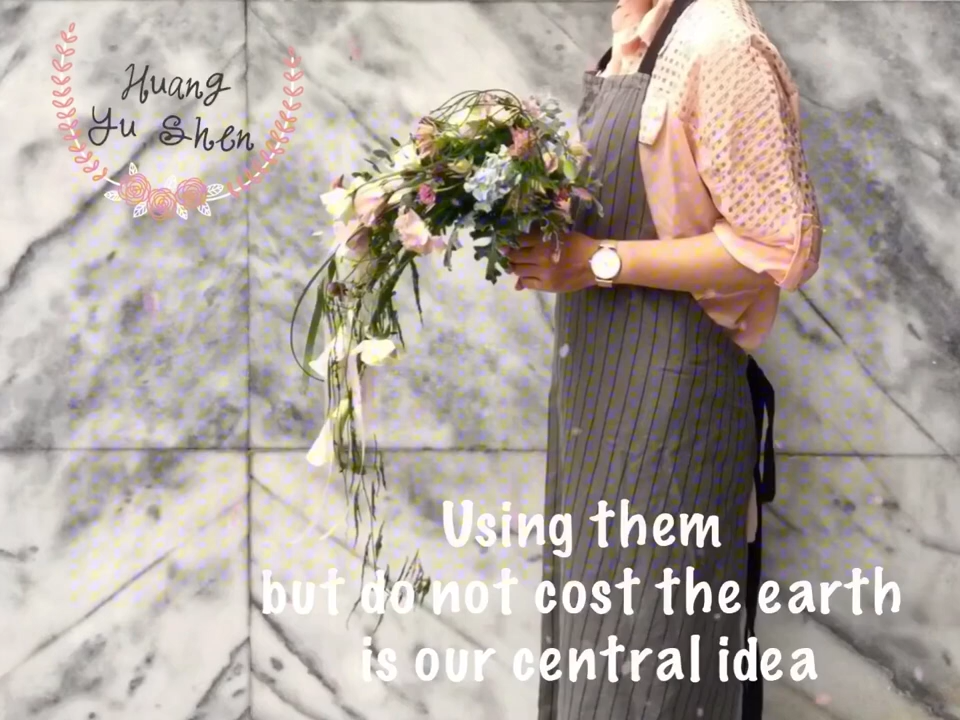 Huang
Yu Shen
Using them
but do not cost the earth
is our central idea